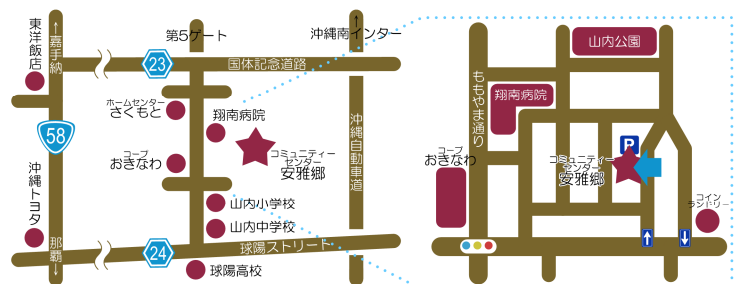 東洋飯店
←嘉手納
第5ゲート
沖縄南インター
23
国体記念道路
ホームセンター
さくもと
翔南病院
58
コープ
おきなわ
コミュニティー
センター
安雅郷
沖縄自動車道
沖縄トヨタ
山内小学校
山内中学校
那覇→
24
球陽ストリート
球陽高校
山内公園
ももやま通り
翔南病院
P
コープ
おきなわ
コミュニティー
センター
安雅郷
コイン
ランドリー
↑
↓